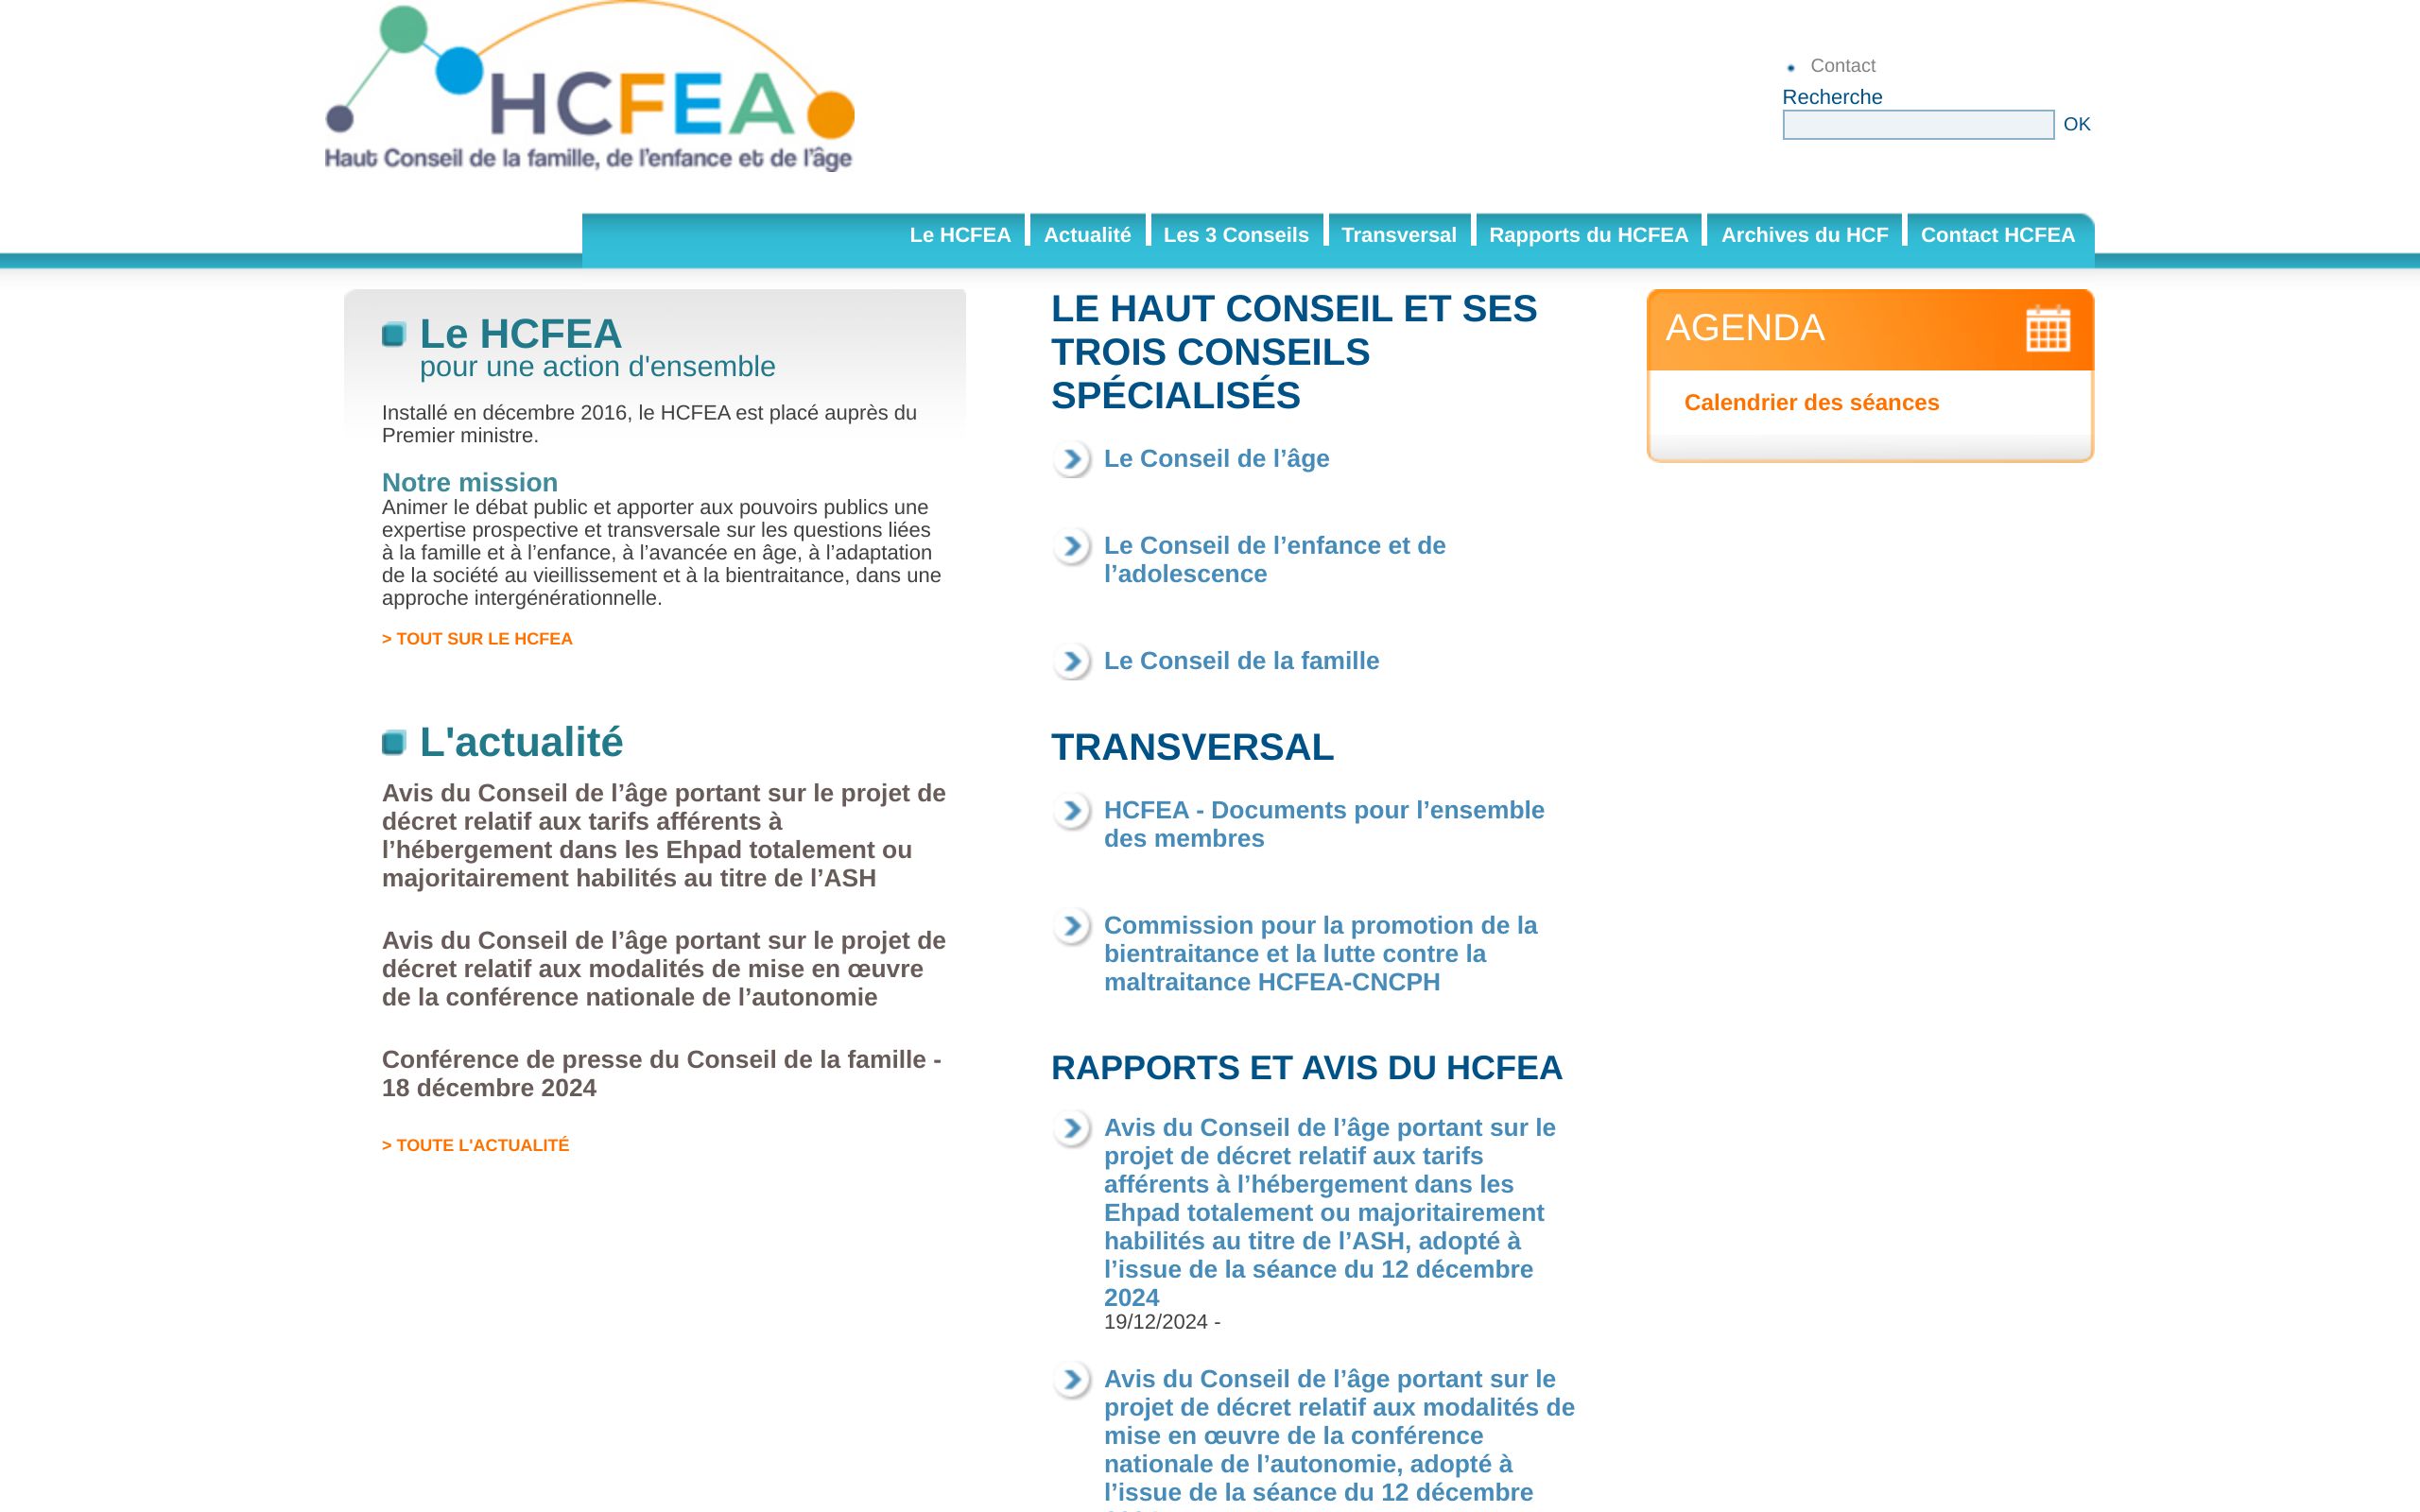 HCFEA
Haut Conseil de la famille, de l'enfance et de l'âge
Contact
Recherche
OK
Le HCFEA
Actualité
Les 3 Conseils
Transversal
Rapports du HCFEA
Archives du HCF
Contact HCFEA
Le HCFEA
pour une action d'ensemble
Installé en décembre 2016, le HCFEA est placé auprès du
Premier ministre.
Notre mission
Animer le débat public et apporter aux pouvoirs publics une
expertise prospective et transversale sur les questions liées
à la famille et à l’enfance, à l’avancée en âge, à l’adaptation
de la société au vieillissement et à la bientraitance, dans une
approche intergénérationnelle.
> TOUT SUR LE HCFEA
L'actualité
Avis du Conseil de l’âge portant sur le projet de
décret relatif aux tarifs afférents à
l’hébergement dans les Ehpad totalement ou
majoritairement habilités au titre de l’ASH
Avis du Conseil de l’âge portant sur le projet de
décret relatif aux modalités de mise en œuvre
de la conférence nationale de l’autonomie
Conférence de presse du Conseil de la famille -
18 décembre 2024
> TOUTE L'ACTUALITÉ
LE HAUT CONSEIL ET SES
TROIS CONSEILS
SPÉCIALISÉS
Le Conseil de l’âge
Le Conseil de l’enfance et de
l’adolescence
Le Conseil de la famille
TRANSVERSAL
HCFEA - Documents pour l’ensemble
des membres
Commission pour la promotion de la
bientraitance et la lutte contre la
maltraitance HCFEA-CNCPH
RAPPORTS ET AVIS DU HCFEA
Avis du Conseil de l’âge portant sur le
projet de décret relatif aux tarifs
afférents à l’hébergement dans les
Ehpad totalement ou majoritairement
habilités au titre de l’ASH, adopté à
l’issue de la séance du 12 décembre
2024
19/12/2024 -
Avis du Conseil de l’âge portant sur le
projet de décret relatif aux modalités de
mise en œuvre de la conférence
nationale de l’autonomie, adopté à
l’issue de la séance du 12 décembre
AGENDA
Calendrier des séances